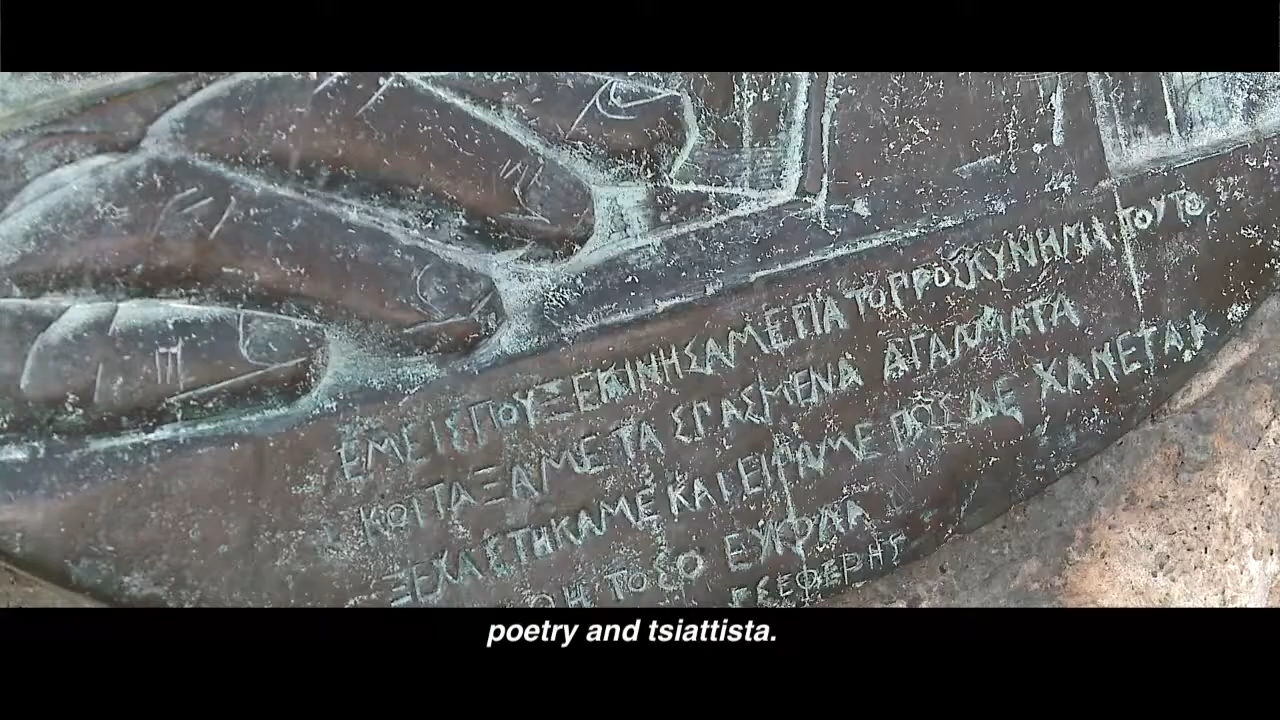 ΕΜΕΙΣ ΠΟΥ ΞΕΚΙΝΗΣΑΜΕ ΓΙΑ ΤΟ ΠΡΟΣΚΥΝΗΜΑ ΤΟΥΤΟ
ΚΟΙΤΑΞΑΜΕ ΤΑ ΣΠΑΣΜΕΝΑ ΑΓΑΛΜΑΤΑ
ΞΕΧΑΣΤΗΚΑΜΕ ΚΑΙ ΕΙΠΑΜΕ ΠΩΣ ΔΕ ΧΑΝΕΤΑΙ
ΖΩΗ ΤΟΣΟ ΕΥΚΟΛΑ
Γ ΣΕΦΕΡΗΣ
poetry and tsiattista.